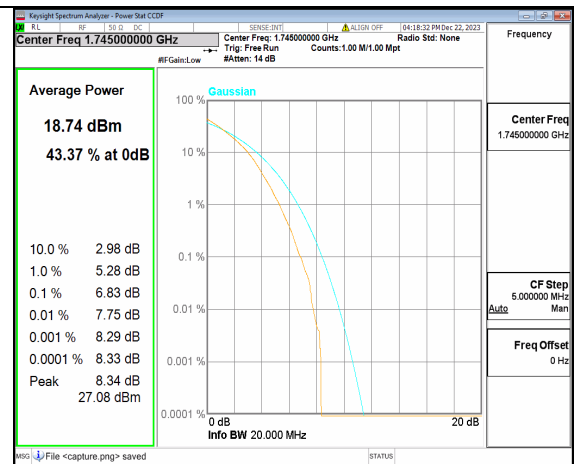 Keysight Spectrum Analyzer - Power Stat CCDF
RL RF 50 Ω DC SENSE:INT ALIGN OFF 04:18:32 PM Dec 22, 2023
Center Freq 1.745000000 GHz
Center Freq: 1.745000000 GHz Radio Std: None
Trig: Free Run Counts:1.00 M/1.00 Mpt
#IFGain:Low #Atten: 14 dB
Frequency
Average Power
18.74 dBm
43.37 % at 0dB
10.0 % 2.98 dB
1.0 % 5.28 dB
0.1 % 6.83 dB
0.01 % 7.75 dB
0.001 % 8.29 dB
0.0001 % 8.33 dB
Peak 8.34 dB
27.08 dBm
Gaussian
100 %
10 %
1 %
0.1 %
0.01 %
0.001 %
0.0001 %
0 dB 20 dB
Info BW 20.000 MHz
Center Freq
1.745000000 GHz
CF Step
5.000000 MHz
Auto Man
Freq Offset
0 Hz
MSG File <capture.png> saved STATUS